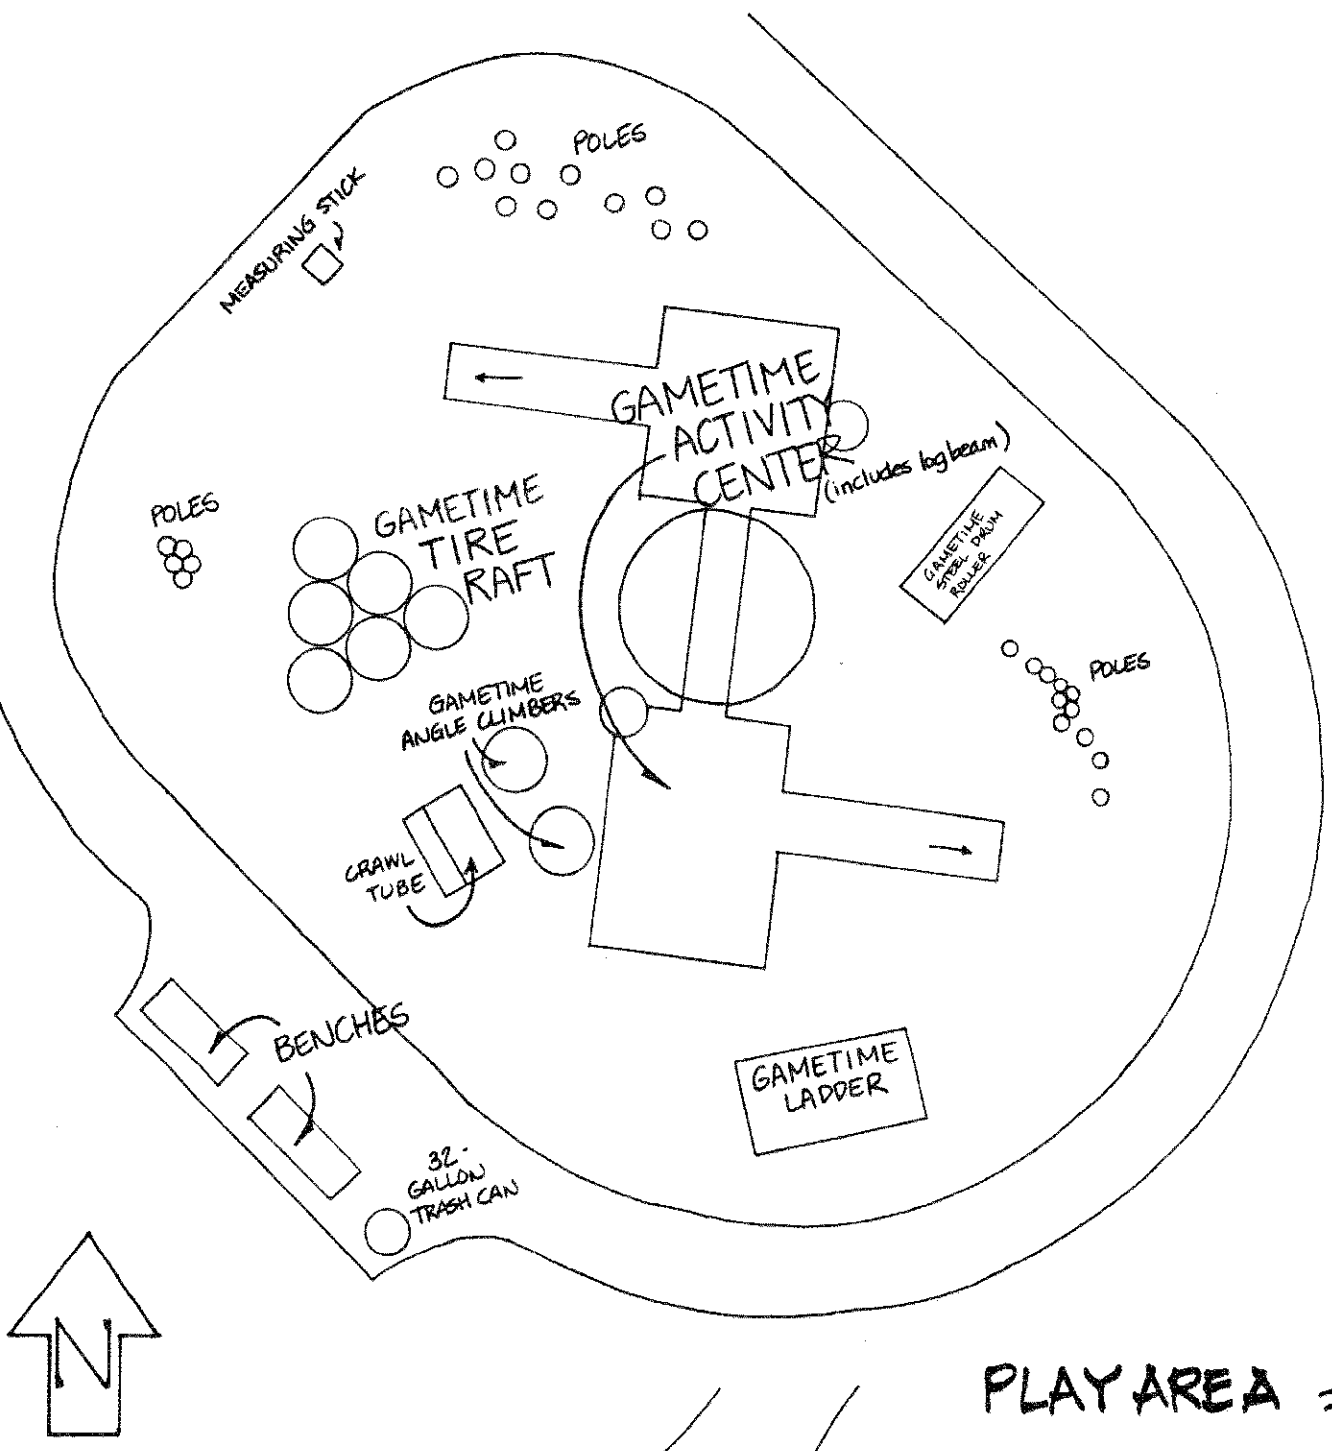 POLES
MEASURING STICK
GAMETIME
ACTIVITY
CENTER
(includes log beam)
GAMETIME
TIRE
RAFT
POLES
GAMETIME
STEEL DRUM
ROLLER
POLES
GAMETIME
ANGLE CLIMBERS
CRAWL
TUBE
BENCHES
GAMETIME
LADDER
32-
GALLON
TRASH CAN
N
PLAY AREA